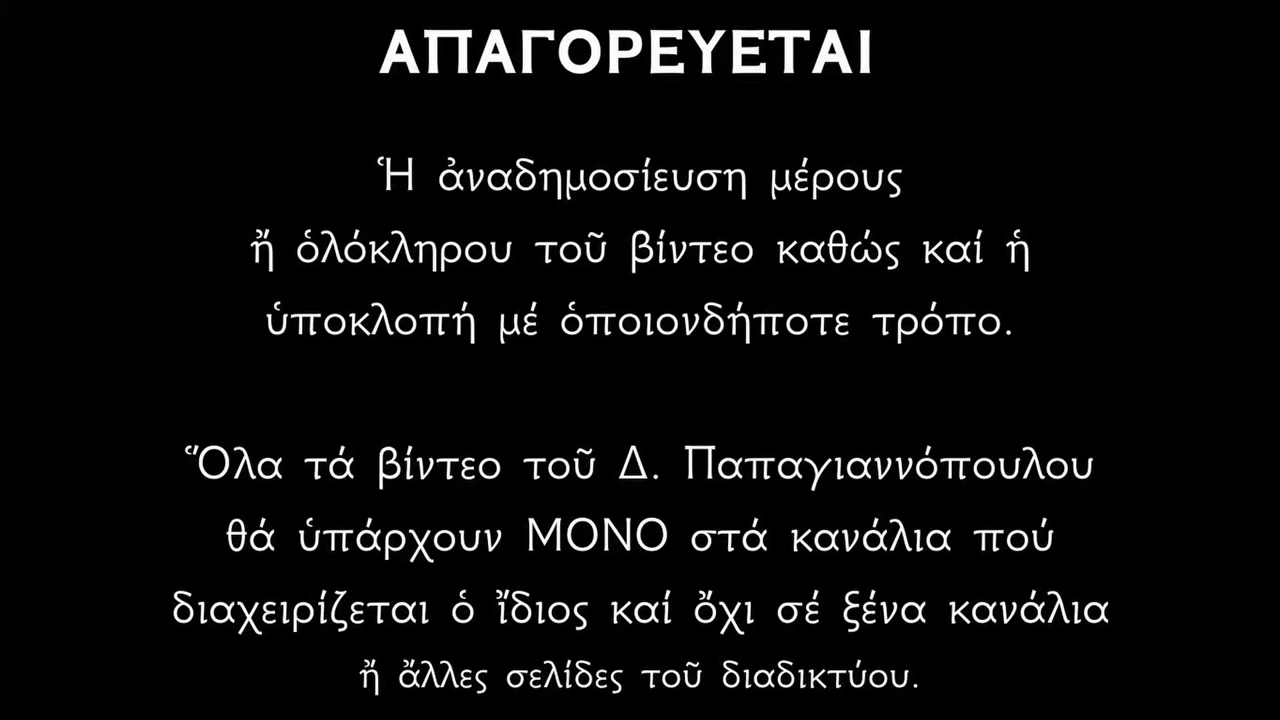 ΑΠΑΓΟΡΕΥΕΤΑΙ
Ἡ ἀναδημοσίευση μέρους
ἤ ὁλόκληρου τοῦ βίντεο καθώς καί ἡ
ὑποκλοπή μέ ὁποιονδήποτε τρόπο.
Ὅλα τά βίντεο τοῦ Δ. Παπαγιαννόπουλου
θά ὑπάρχουν ΜΟΝΟ στά κανάλια πού
διαχειρίζεται ὁ ἴδιος καί ὄχι σέ ξένα κανάλια
ἤ ἄλλες σελίδες τοῦ διαδικτύου.